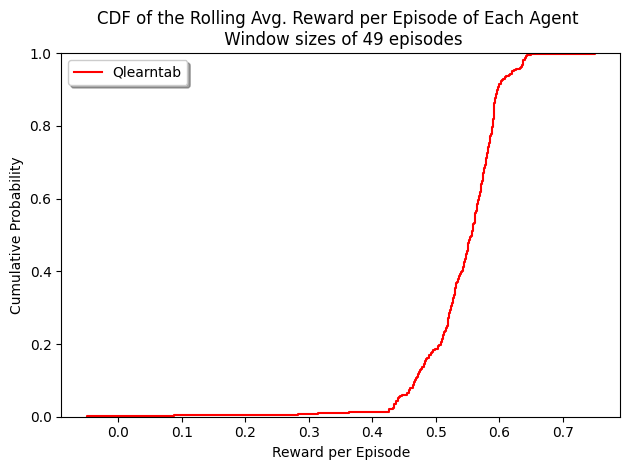 CDF of the Rolling Avg. Reward per Episode of Each Agent
Window sizes of 49 episodes
Qlearntab
Cumulative Probability
1.0
0.8
0.6
0.4
0.2
0.0
0.0 0.1 0.2 0.3 0.4 0.5 0.6 0.7
Reward per Episode